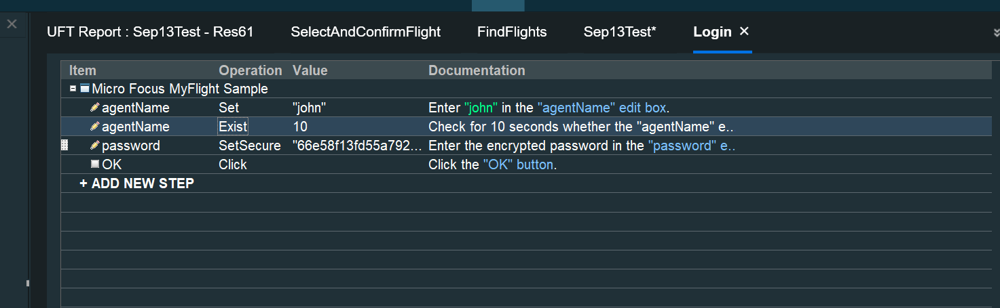 UFT Report : Sep13Test - Res61 SelectAndConfirmFlight FindFlights Sep13Test* Login ✕
Item Operation Value Documentation
Micro Focus MyFlight Sample
agentName Set "john" Enter "john" in the "agentName" edit box.
agentName Exist 10 Check for 10 seconds whether the "agentName" e..
password SetSecure "66e58f13fd55a792... Enter the encrypted password in the "password" e..
OK Click Click the "OK" button.
+ ADD NEW STEP